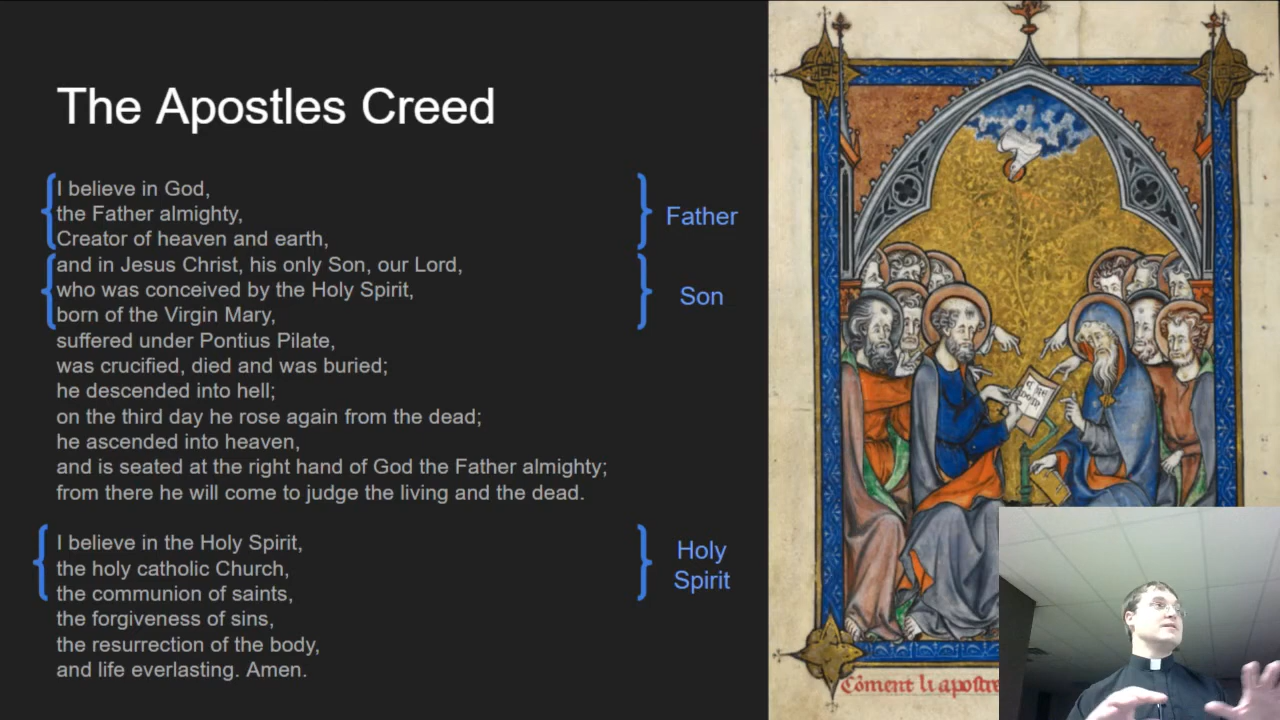 The Apostles Creed
I believe in God,
the Father almighty,
Creator of heaven and earth,
and in Jesus Christ, his only Son, our Lord,
who was conceived by the Holy Spirit,
born of the Virgin Mary,
suffered under Pontius Pilate,
was crucified, died and was buried;
he descended into hell;
on the third day he rose again from the dead;
he ascended into heaven,
and is seated at the right hand of God the Father almighty;
from there he will come to judge the living and the dead.
I believe in the Holy Spirit,
the holy catholic Church,
the communion of saints,
the forgiveness of sins,
the resurrection of the body,
and life everlasting. Amen.
Father
Son
Holy
Spirit
Cōment li apostre